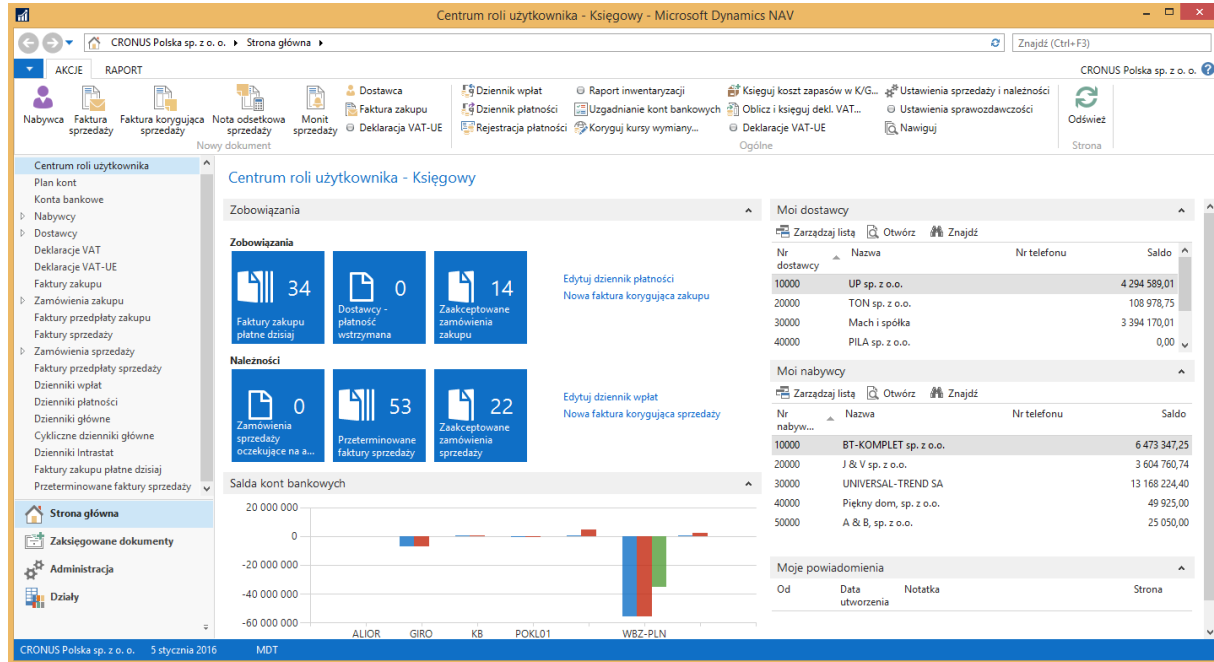 Centrum roli użytkownika - Księgowy - Microsoft Dynamics NAV
CRONUS Polska sp. z o. o. Strona główna
Znajdź (Ctrl+F3)
AKCJE RAPORT
CRONUS Polska sp. z o. o.
Nabywca
Faktura sprzedaży
Faktura korygująca sprzedaży
Nota odsetkowa sprzedaży
Monit sprzedaży
Dostawca
Faktura zakupu
Deklaracja VAT-UE
Nowy dokument
Dziennik wpłat
Dziennik płatności
Rejestracja płatności
Raport inwentaryzacji
Uzgadnianie kont bankowych
Koryguj kursy wymiany...
Księguj koszt zapasów w K/G...
Oblicz i księguj dekl. VAT...
Deklaracje VAT-UE
Ustawienia sprzedaży i należności
Ustawienia sprawozdawczości
Nawiguj
Ogólne
Odśwież
Strona
Centrum roli użytkownika
Plan kont
Konta bankowe
Nabywcy
Dostawcy
Deklaracje VAT
Deklaracje VAT-UE
Faktury zakupu
Zamówienia zakupu
Faktury przedpłaty zakupu
Faktury sprzedaży
Zamówienia sprzedaży
Faktury przedpłaty sprzedaży
Dzienniki wpłat
Dzienniki płatności
Dzienniki główne
Cykliczne dzienniki główne
Dzienniki Intrastat
Faktury zakupu płatne dzisiaj
Przeterminowane faktury sprzedaży
Strona główna
Zaksięgowane dokumenty
Administracja
Działy
Centrum roli użytkownika - Księgowy
Zobowiązania
Zobowiązania
34
Faktury zakupu
płatne dzisiaj
0
Dostawcy -
płatność
wstrzymana
14
Zaakceptowane
zamówienia
zakupu
Edytuj dziennik płatności
Nowa faktura korygująca zakupu
Należności
0
Zamówienia
sprzedaży
oczekujące na a...
53
Przeterminowane
faktury sprzedaży
22
Zaakceptowane
zamówienia
sprzedaży
Edytuj dziennik wpłat
Nowa faktura korygująca sprzedaży
Salda kont bankowych
20 000 000
0
-20 000 000
-40 000 000
-60 000 000
ALIOR GIRO KB POKL01 WBZ-PLN
Moi dostawcy
Zarządzaj listą Otwórz Znajdź
Nr dostawcy Nazwa Nr telefonu Saldo
10000 UP sp. z o.o. 4 294 589,01
20000 TON sp. z o.o. 108 978,75
30000 Mach i spółka 3 394 170,01
40000 PILA sp. z o.o. 0,00
Moi nabywcy
Zarządzaj listą Otwórz Znajdź
Nr nabyw... Nazwa Nr telefonu Saldo
10000 BT-KOMPLET sp. z o.o. 6 473 347,25
20000 J & V sp. z o.o. 3 604 760,74
30000 UNIVERSAL-TREND SA 13 168 224,40
40000 Piękny dom, sp. z o.o. 49 925,00
50000 A & B, sp. z o.o. 25 050,00
Moje powiadomienia
Od Data utworzenia Notatka Strona
CRONUS Polska sp. z o. o. 5 stycznia 2016 MDT